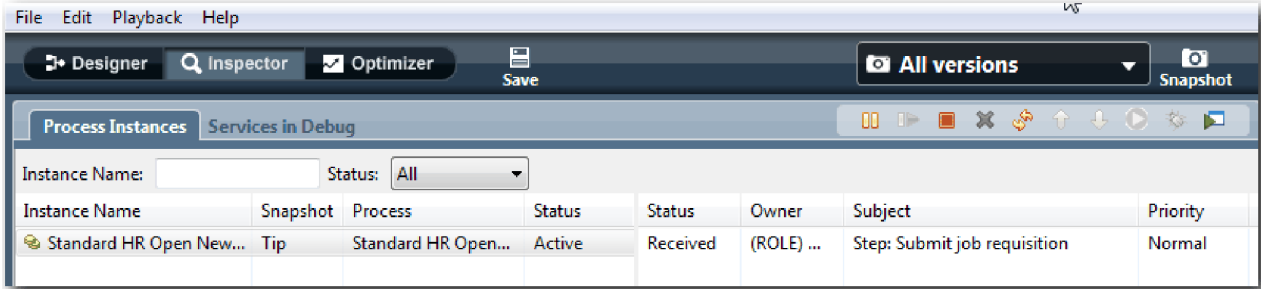 File Edit Playback Help
Designer Inspector Optimizer Save All versions Snapshot
Process Instances Services in Debug
Instance Name: Status: All
Instance Name Snapshot Process Status Status Owner Subject Priority
Standard HR Open New... Tip Standard HR Open... Active Received (ROLE) ... Step: Submit job requisition Normal